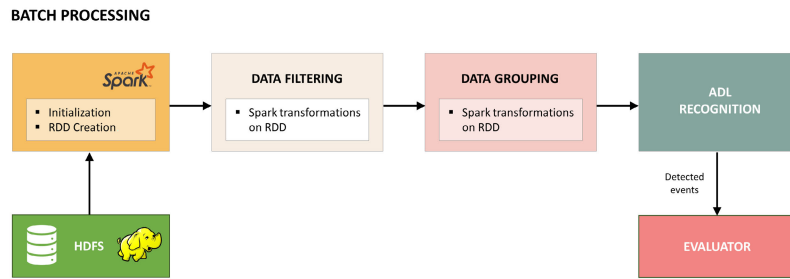 BATCH PROCESSING
APACHE
Spark
▪ Initialization
▪ RDD Creation
DATA FILTERING
▪ Spark transformations
on RDD
DATA GROUPING
▪ Spark transformations
on RDD
ADL
RECOGNITION
Detected
events
HDFS
EVALUATOR